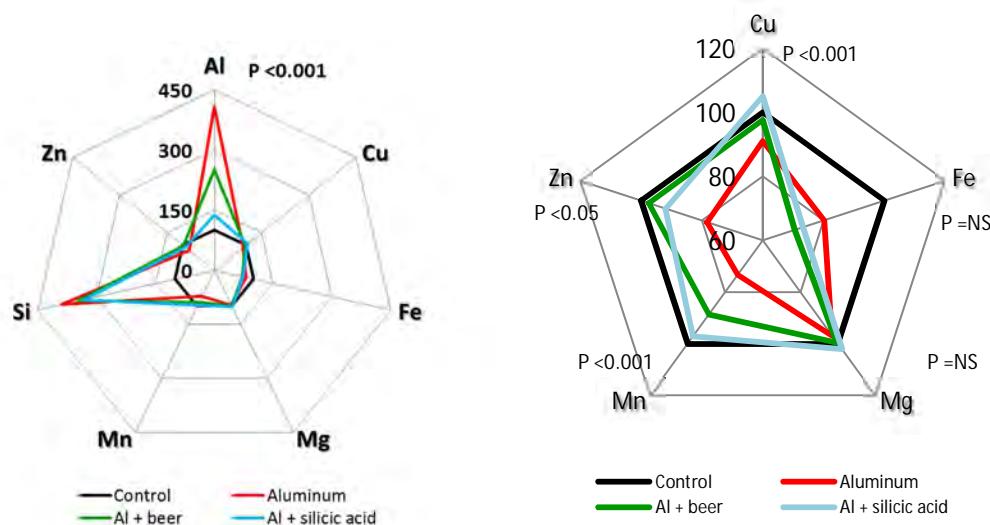 Al P <0.001
450
300
150
0
Cu
Fe
Mg
Mn
Si
Zn
Control
Aluminum
Al + beer
Al + silicic acid
Cu
P <0.001
120
100
80
60
Fe
P =NS
P =NS
Mg
Mn
P <0.001
Zn
P <0.05
Control
Aluminum
Al + beer
Al + silicic acid